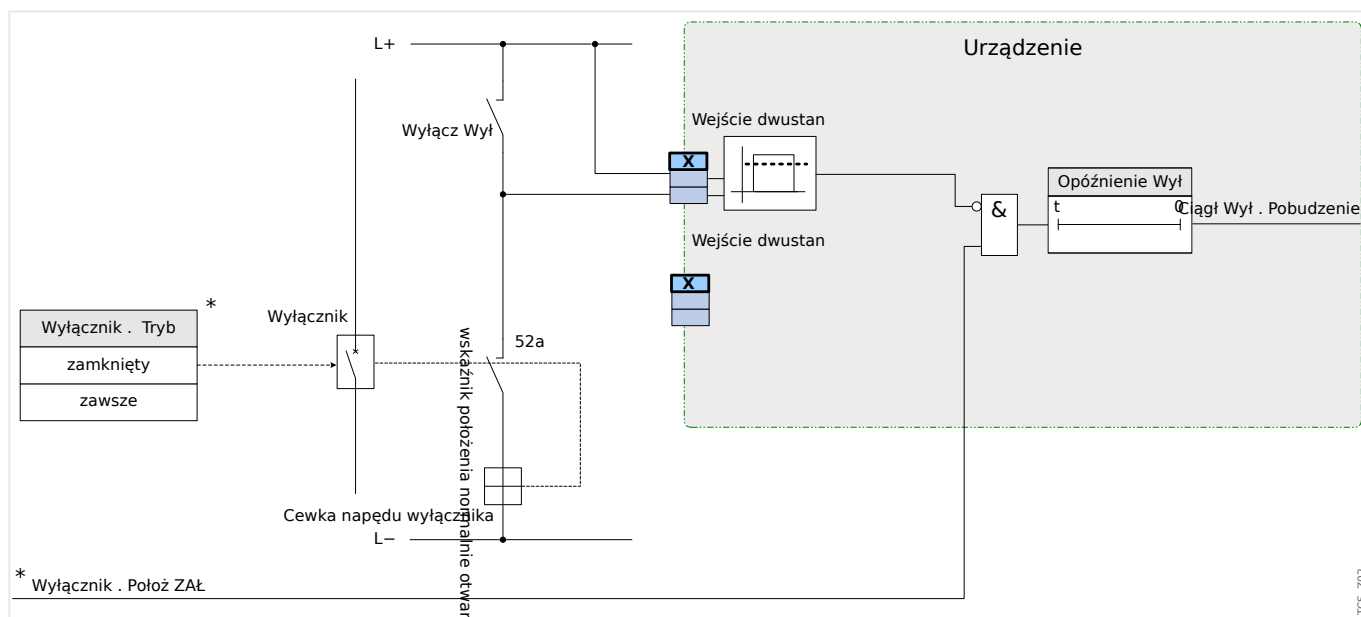 L+
Urządzenie
Wyłącz Wył
Wejście dwustan
X
&
Opóźnienie Wył
t
0
Ciągł Wył . Pobudzenie
Wejście dwustan
X
*
Wyłącznik . Tryb
zamknięty
zawsze
Wyłącznik
52a
wskaźnik położenia normalnie otwar
Cewka napędu wyłącznika
L−
* Wyłącznik . Położ ZAŁ
TCS_Z02